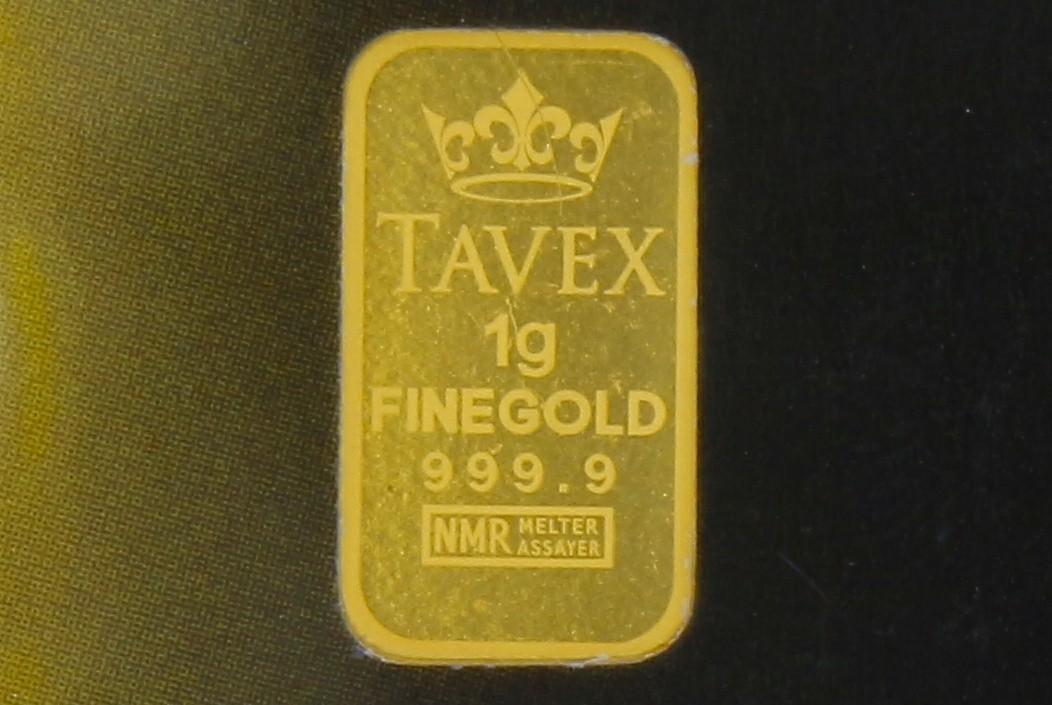 TAVEX
1g
FINEGOLD
999.9
NMR MELTER
ASSAYER